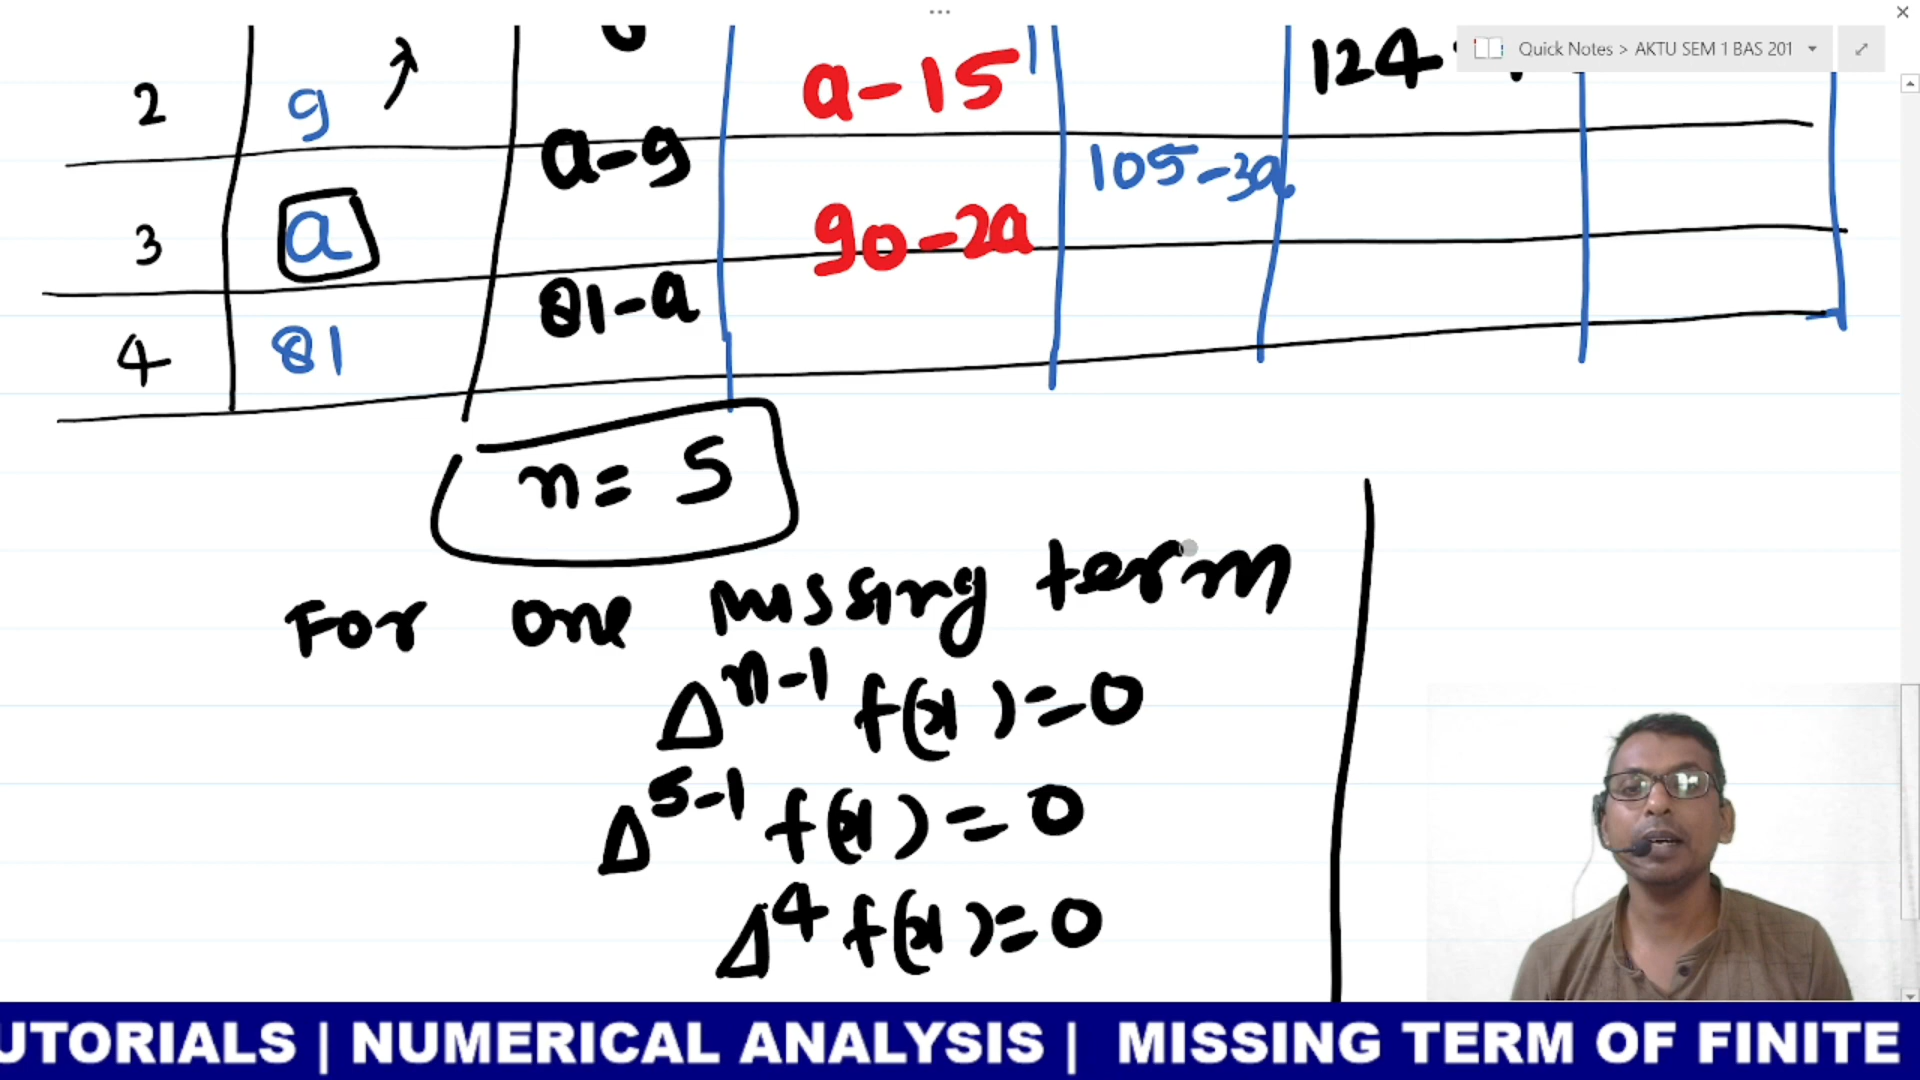 Quick Notes > AKTU SEM 1 BAS 201
124
2 9 a-15
a-9 105-3a
3 a 90-2a
81-a
4 81
n= 5
For one missing term
Δ^n-1 f(x)=0
Δ^5-1 f(x)=0
Δ^4 f(x)=0
UTORIALS | NUMERICAL ANALYSIS | MISSING TERM OF FINITE